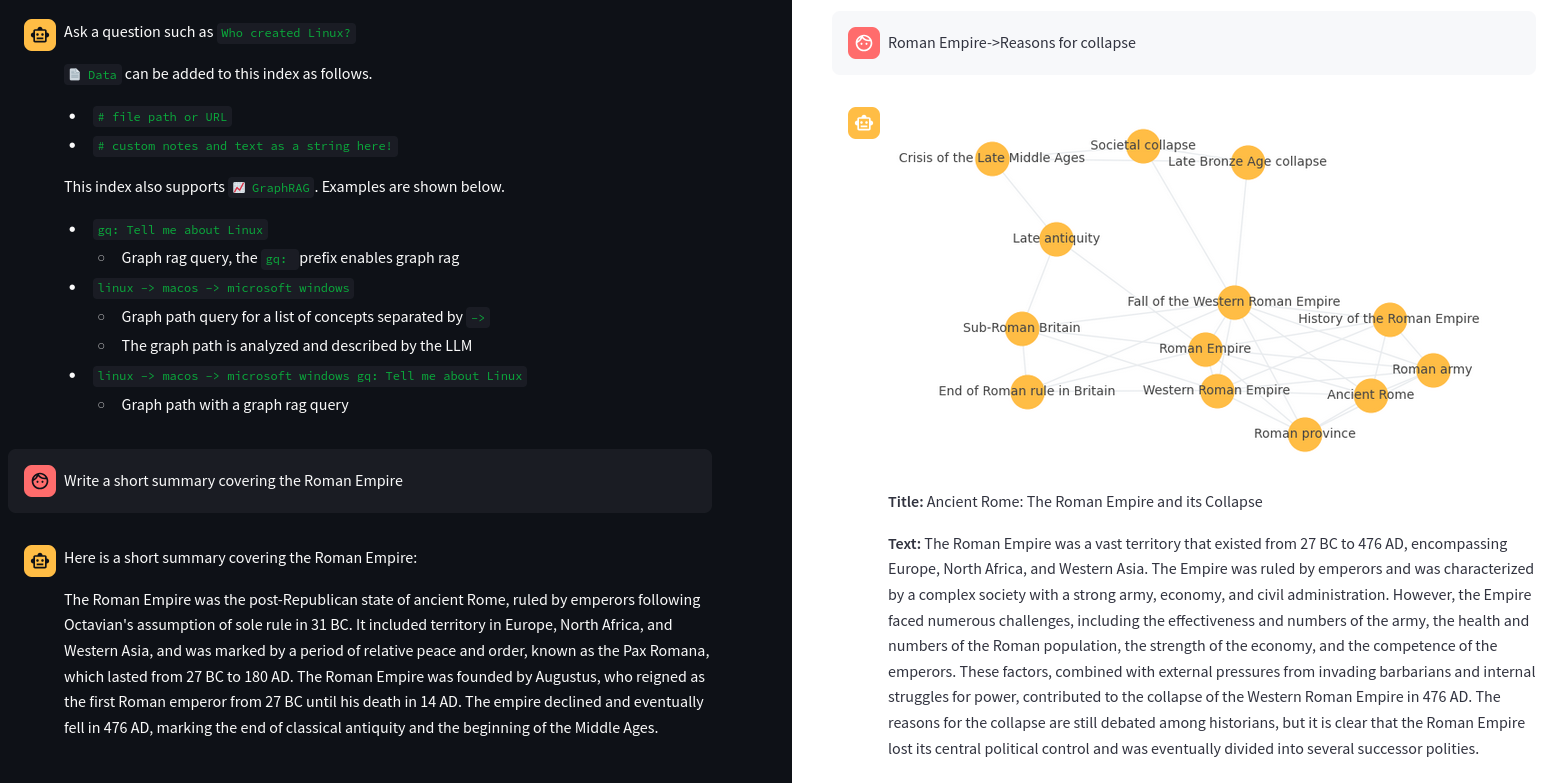 Ask a question such as Who created Linux?
Data can be added to this index as follows.
# file path or URL
# custom notes and text as a string here!
This index also supports GraphRAG. Examples are shown below.
gq: Tell me about Linux
Graph rag query, the gq: prefix enables graph rag
linux -> macos -> microsoft windows
Graph path query for a list of concepts separated by ->
The graph path is analyzed and described by the LLM
linux -> macos -> microsoft windows gq: Tell me about Linux
Graph path with a graph rag query
Write a short summary covering the Roman Empire
Here is a short summary covering the Roman Empire:
The Roman Empire was the post-Republican state of ancient Rome, ruled by emperors following
Octavian's assumption of sole rule in 31 BC. It included territory in Europe, North Africa, and
Western Asia, and was marked by a period of relative peace and order, known as the Pax Romana,
which lasted from 27 BC to 180 AD. The Roman Empire was founded by Augustus, who reigned as
the first Roman emperor from 27 BC until his death in 14 AD. The empire declined and eventually
fell in 476 AD, marking the end of classical antiquity and the beginning of the Middle Ages.
Roman Empire->Reasons for collapse
Societal collapse
Crisis of the Late Middle Ages
Late Bronze Age collapse
Late antiquity
Fall of the Western Roman Empire
History of the Roman Empire
Sub-Roman Britain
Roman Empire
Roman army
End of Roman rule in Britain
Western Roman Empire
Ancient Rome
Roman province
Title: Ancient Rome: The Roman Empire and its Collapse
Text: The Roman Empire was a vast territory that existed from 27 BC to 476 AD, encompassing
Europe, North Africa, and Western Asia. The Empire was ruled by emperors and was characterized
by a complex society with a strong army, economy, and civil administration. However, the Empire
faced numerous challenges, including the effectiveness and numbers of the army, the health and
numbers of the Roman population, the strength of the economy, and the competence of the
emperors. These factors, combined with external pressures from invading barbarians and internal
struggles for power, contributed to the collapse of the Western Roman Empire in 476 AD. The
reasons for the collapse are still debated among historians, but it is clear that the Roman Empire
lost its central political control and was eventually divided into several successor polities.